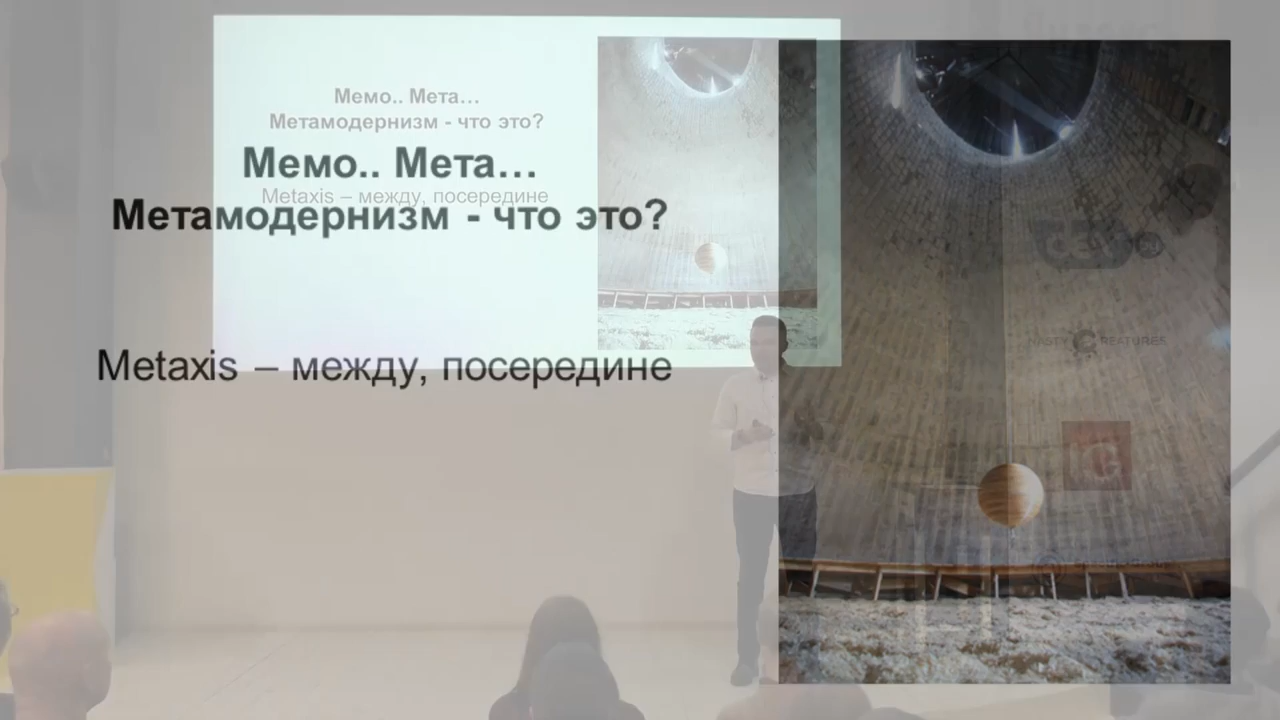 Мемо.. Мета...
Метамодернизм - что это?
Metaxis – между, посередине
Мемо.. Мета...
Метамодернизм - что это?
Metaxis – между, посередине
NASTY CREATURES
G